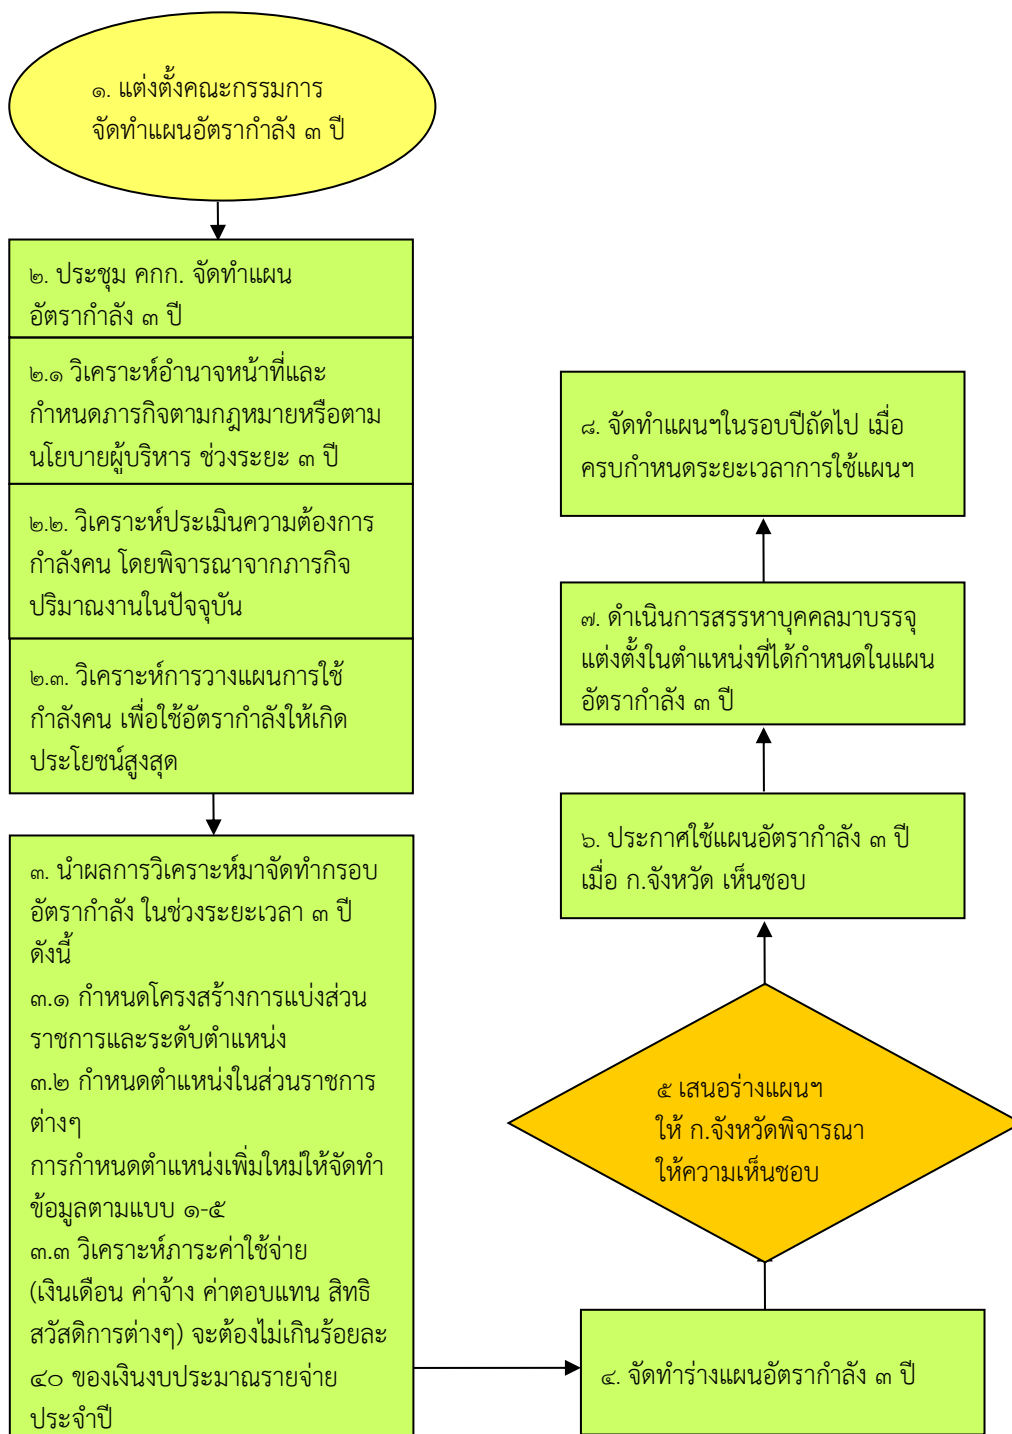 ๑. แต่งตั้งคณะกรรมการ
จัดทำแผนอัตรากำลัง ๓ ปี
๒. ประชุม คกก. จัดทำแผน
อัตรากำลัง ๓ ปี
๒.๑ วิเคราะห์อำนาจหน้าที่และ
กำหนดภารกิจตามกฎหมายหรือตาม
นโยบายผู้บริหาร ช่วงระยะ ๓ ปี
๒.๒. วิเคราะห์ประเมินความต้องการ
กำลังคน โดยพิจารณาจากภารกิจ
ปริมาณงานในปัจจุบัน
๒.๓. วิเคราะห์การวางแผนการใช้
กำลังคน เพื่อใช้อัตรากำลังให้เกิด
ประโยชน์สูงสุด
๓. นำผลการวิเคราะห์มาจัดทำกรอบ
อัตรากำลัง ในช่วงระยะเวลา ๓ ปี
ดังนี้
๓.๑ กำหนดโครงสร้างการแบ่งส่วน
ราชการและระดับตำแหน่ง
๓.๒ กำหนดตำแหน่งในส่วนราชการ
ต่างๆ
การกำหนดตำแหน่งเพิ่มใหม่ให้จัดทำ
ข้อมูลตามแบบ ๑-๕
๓.๓ วิเคราะห์ภาระค่าใช้จ่าย
(เงินเดือน ค่าจ้าง ค่าตอบแทน สิทธิ
สวัสดิการต่างๆ) จะต้องไม่เกินร้อยละ
๔๐ ของเงินงบประมาณรายจ่าย
ประจำปี
๔. จัดทำร่างแผนอัตรากำลัง ๓ ปี
๕ เสนอร่างแผนฯ
ให้ ก.จังหวัดพิจารณา
ให้ความเห็นชอบ
๖. ประกาศใช้แผนอัตรากำลัง ๓ ปี
เมื่อ ก.จังหวัด เห็นชอบ
๗. ดำเนินการสรรหาบุคคลมาบรรจุ
แต่งตั้งในตำแหน่งที่ได้กำหนดในแผน
อัตรากำลัง ๓ ปี
๘. จัดทำแผนฯในรอบปีถัดไป เมื่อ
ครบกำหนดระยะเวลาการใช้แผนฯ